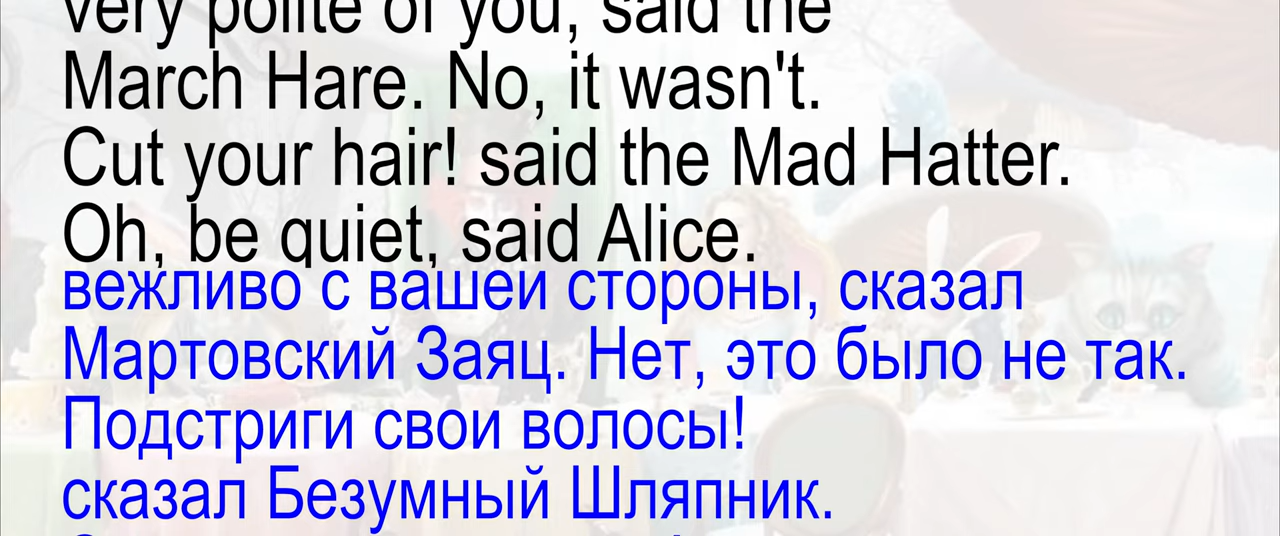 very polite of you, said the
March Hare. No, it wasn't.
Cut your hair! said the Mad Hatter.
Oh, be quiet, said Alice.
вежливо с вашей стороны, сказал
Мартовский Заяц. Нет, это было не так.
Подстриги свои волосы!
сказал Безумный Шляпник.